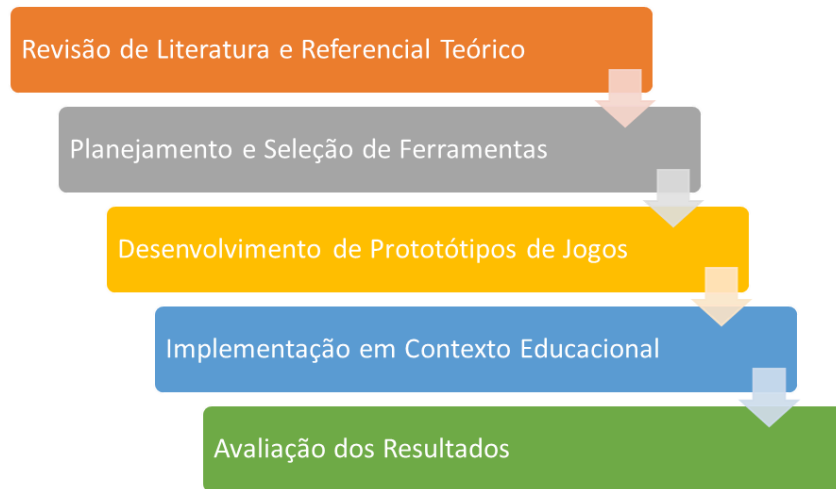 Revisão de Literatura e Referencial Teórico
Planejamento e Seleção de Ferramentas
Desenvolvimento de Prototótipos de Jogos
Implementação em Contexto Educacional
Avaliação dos Resultados